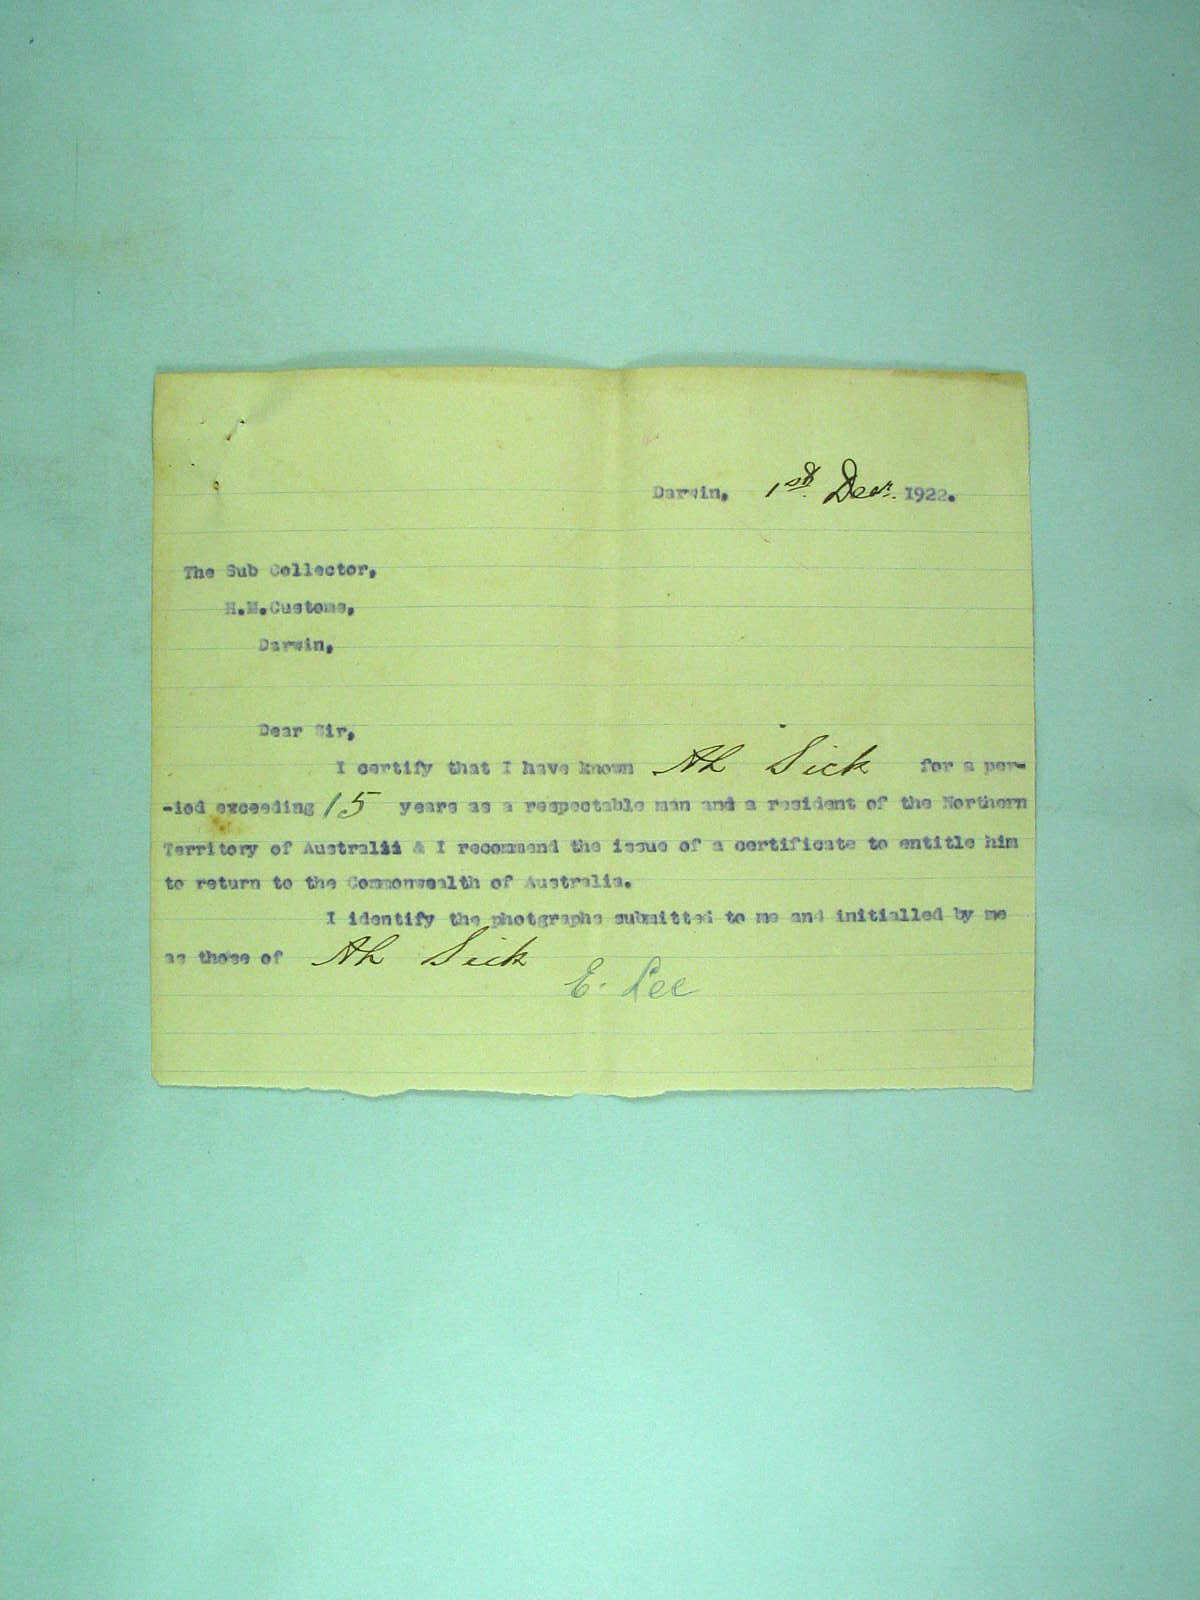 Darwin, 1st Decr. 1922.
The Sub Collector,
H.M.Customs,
Darwin,
Dear Sir,
I certify that I have known Ah Sick for a per-
-iod exceeding 15 years as a respectable man and a resident of the Northern
Territory of Australii & I recommend the issue of a certificate to entitle him
to return to the Commonwealth of Australia.
I identify the photgraphs submitted to me and initialled by me
as those of Ah Sick
E. Lee